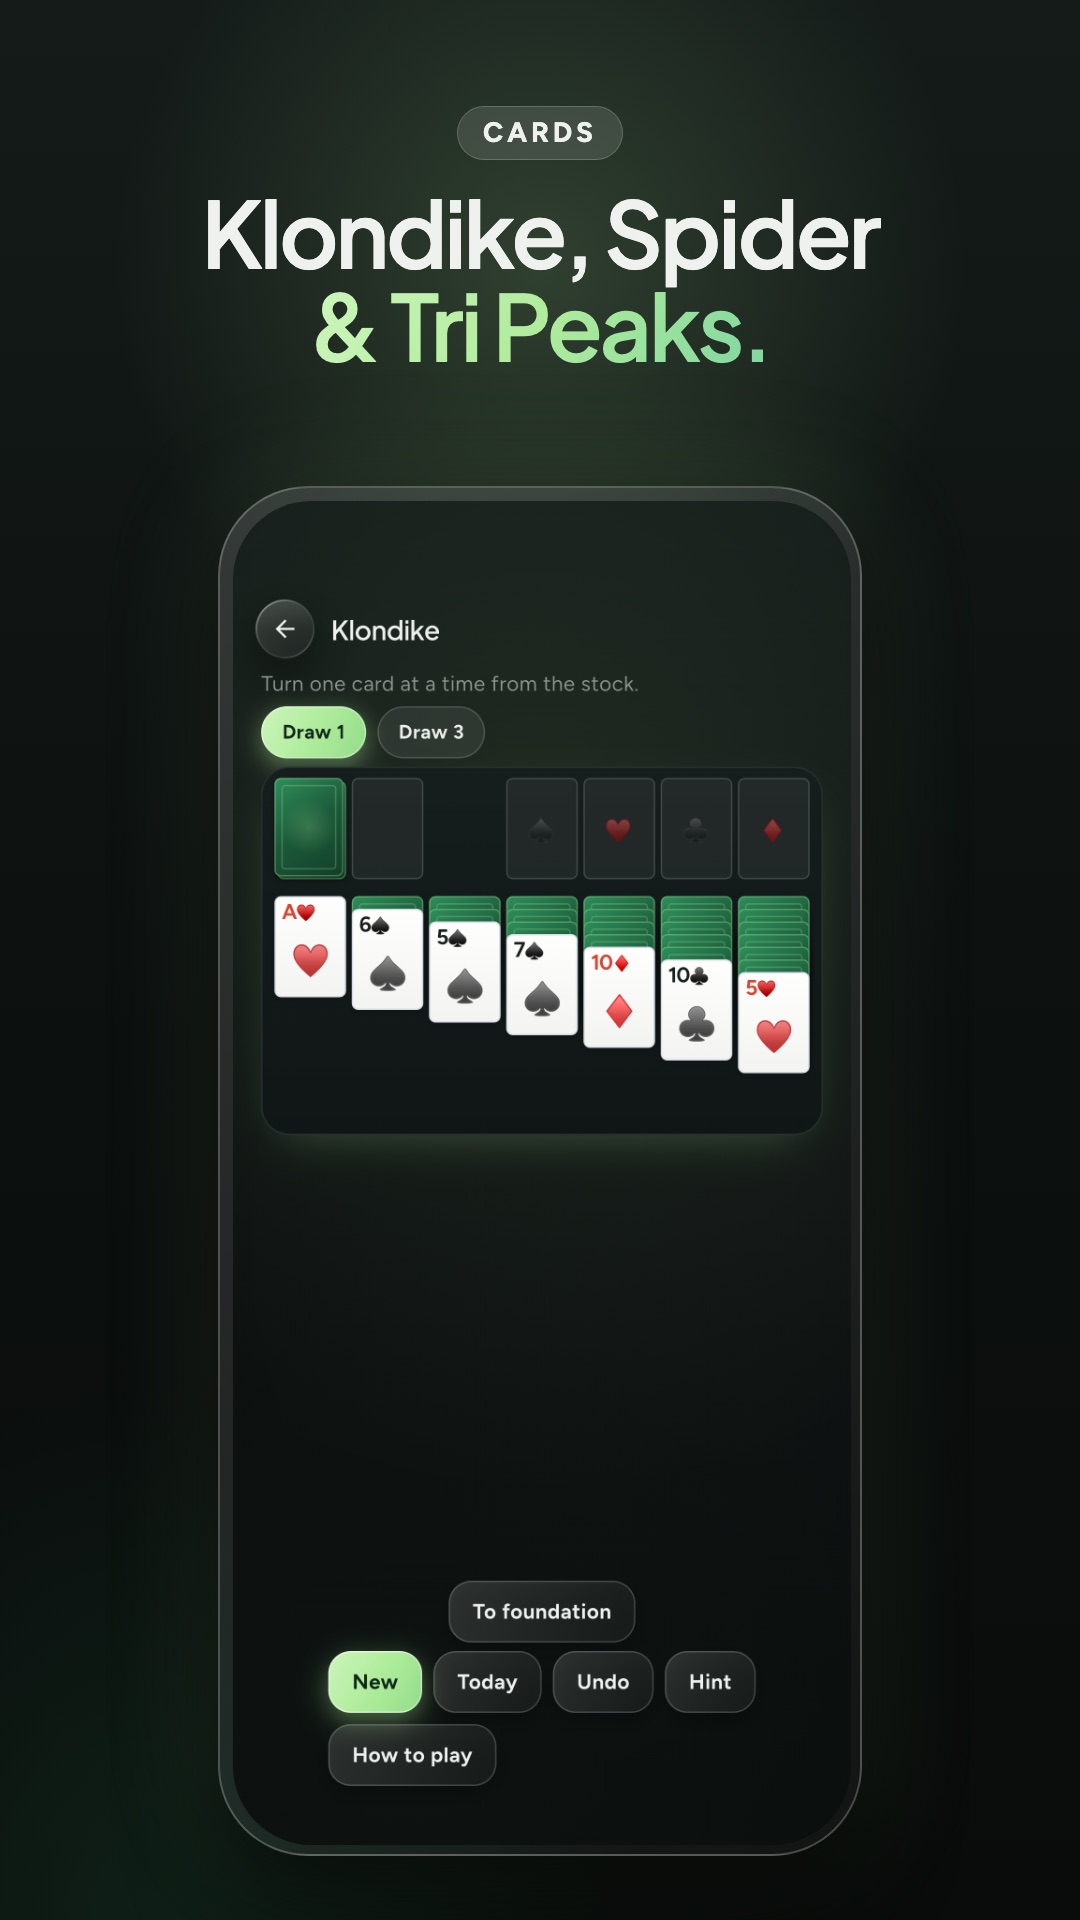 CARDS
Klondike, Spider
& Tri Peaks.
Klondike
Turn one card at a time from the stock.
Draw 1 Draw 3
A♥ 6♠ 5♠ 7♠ 10♦ 10♣ 5♥
To foundation
New Today Undo Hint
How to play